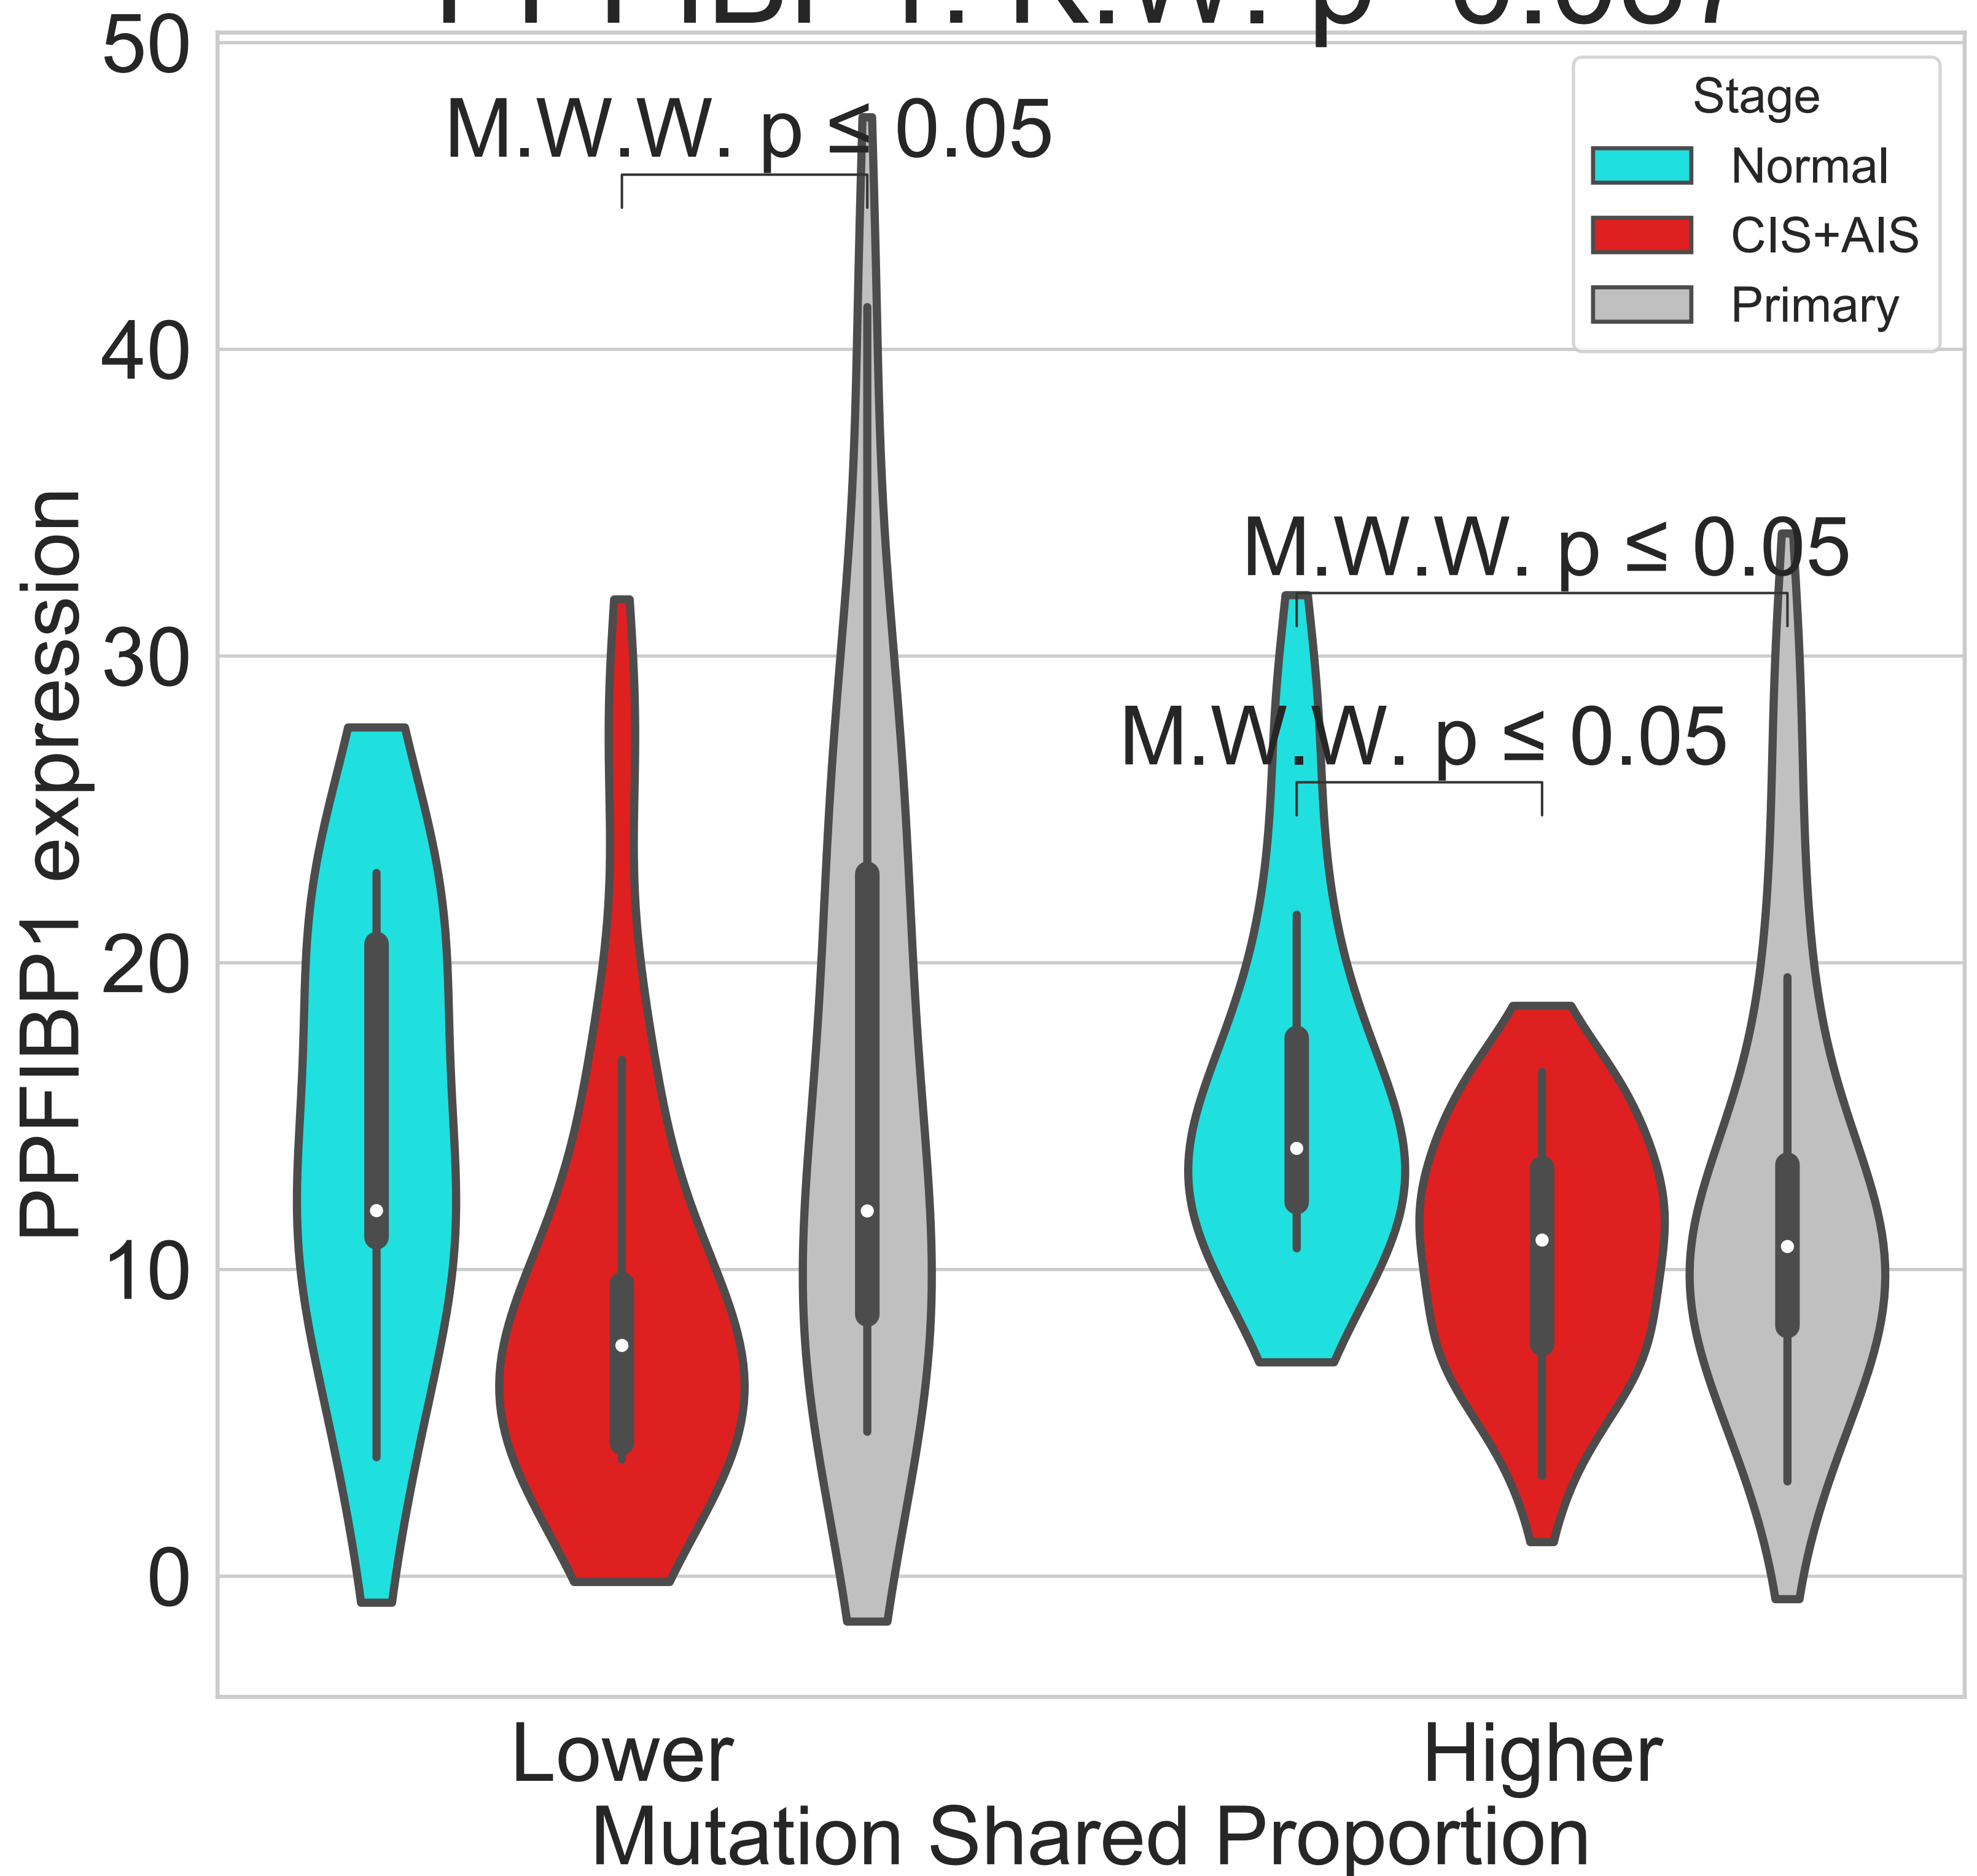 50
M.W.W. p ≤ 0.05
Stage
Normal
CIS+AIS
Primary
40
M.W.W. p ≤ 0.05
30
M.W.W. p ≤ 0.05
20
10
0
PPFIBP1 expression
Lower
Higher
Mutation Shared Proportion